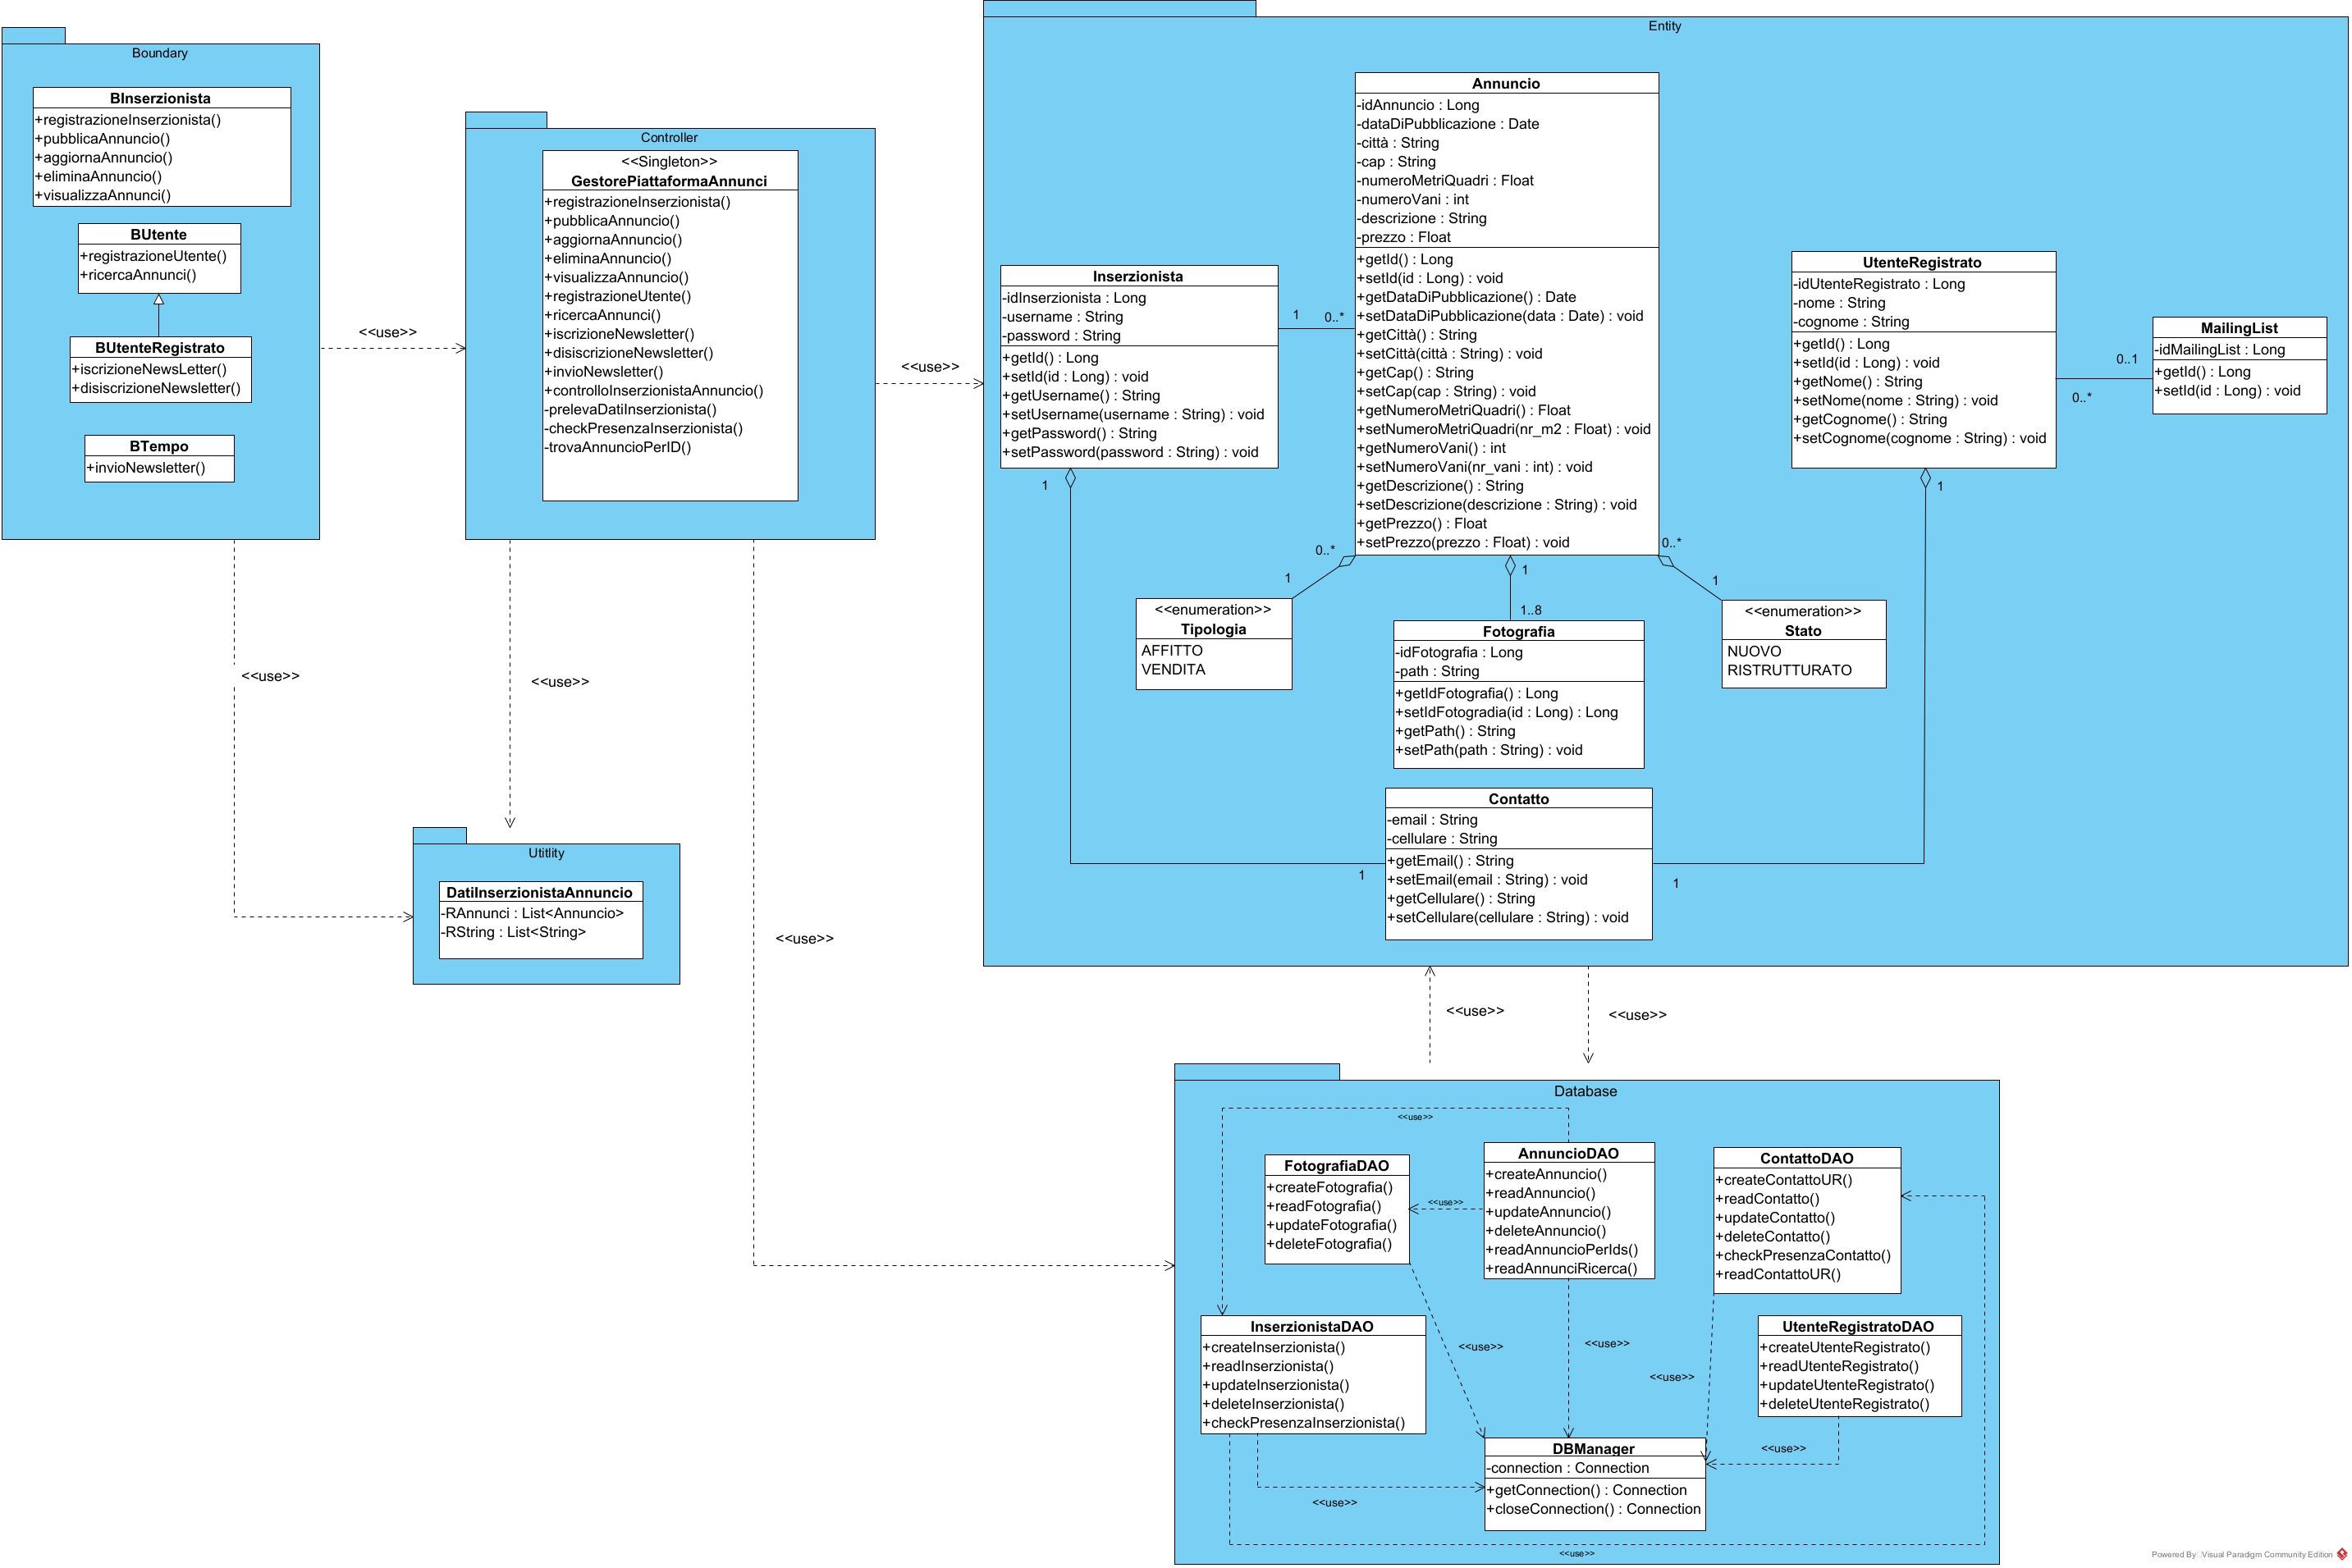 Boundary
BInserzionista
+registrazioneInserzionista()
+pubblicaAnnuncio()
+aggiornaAnnuncio()
+eliminaAnnuncio()
+visualizzaAnnunci()
BUtente
+registrazioneUtente()
+ricercaAnnunci()
BUtenteRegistrato
+iscrizioneNewsLetter()
+disiscrizioneNewsletter()
BTempo
+invioNewsletter()
<<use>>
<<use>>
Controller
<<Singleton>>
GestorePiattaformaAnnunci
+registrazioneInserzionista()
+pubblicaAnnuncio()
+aggiornaAnnuncio()
+eliminaAnnuncio()
+visualizzaAnnuncio()
+registrazioneUtente()
+ricercaAnnunci()
+iscrizioneNewsletter()
+disiscrizioneNewsletter()
+invioNewsletter()
+controlloInserzionistaAnnuncio()
-prelevaDatiInserzionista()
-checkPresenzaInserzionista()
-trovaAnnuncioPerID()
<<use>>
<<use>>
<<use>>
Utitlity
DatiInserzionistaAnnuncio
-RAnnunci : List<Annuncio>
-RString : List<String>
Entity
Annuncio
-idAnnuncio : Long
-dataDiPubblicazione : Date
-città : String
-cap : String
-numeroMetriQuadri : Float
-numeroVani : int
-descrizione : String
-prezzo : Float
+getId() : Long
+setId(id : Long) : void
+getDataDiPubblicazione() : Date
+setDataDiPubblicazione(data : Date) : void
+getCittà() : String
+setCittà(città : String) : void
+getCap() : String
+setCap(cap : String) : void
+getNumeroMetriQuadri() : Float
+setNumeroMetriQuadri(nr_m2 : Float) : void
+getNumeroVani() : int
+setNumeroVani(nr_vani : int) : void
+getDescrizione() : String
+setDescrizione(descrizione : String) : void
+getPrezzo() : Float
+setPrezzo(prezzo : Float) : void
Inserzionista
-idInserzionista : Long
-username : String
-password : String
+getId() : Long
+setId(id : Long) : void
+getUsername() : String
+setUsername(username : String) : void
+getPassword() : String
+setPassword(password : String) : void
1
0..*
1
UtenteRegistrato
-idUtenteRegistrato : Long
-nome : String
-cognome : String
+getId() : Long
+setId(id : Long) : void
+getNome() : String
+setNome(nome : String) : void
+getCognome() : String
+setCognome(cognome : String) : void
1
MailingList
-idMailingList : Long
+getId() : Long
+setId(id : Long) : void
0..1
0..*
0..*
1
1
1..8
0..*
1
<<enumeration>>
Tipologia
AFFITTO
VENDITA
Fotografia
-idFotografia : Long
-path : String
+getIdFotografia() : Long
+setIdFotogradia(id : Long) : Long
+getPath() : String
+setPath(path : String) : void
<<enumeration>>
Stato
NUOVO
RISTRUTTURATO
Contatto
-email : String
-cellulare : String
+getEmail() : String
+setEmail(email : String) : void
+getCellulare() : String
+setCellulare(cellulare : String) : void
1
1
<<use>>
<<use>>
Database
<<use>>
FotografiaDAO
+createFotografia()
+readFotografia()
+updateFotografia()
+deleteFotografia()
<<use>>
AnnuncioDAO
+createAnnuncio()
+readAnnuncio()
+updateAnnuncio()
+deleteAnnuncio()
+readAnnuncioPerIds()
+readAnnunciRicerca()
ContattoDAO
+createContattoUR()
+readContatto()
+updateContatto()
+deleteContatto()
+checkPresenzaContatto()
+readContattoUR()
InserzionistaDAO
+createInserzionista()
+readInserzionista()
+updateInserzionista()
+deleteInserzionista()
+checkPresenzaInserzionista()
<<use>>
<<use>>
<<use>>
UtenteRegistratoDAO
+createUtenteRegistrato()
+readUtenteRegistrato()
+updateUtenteRegistrato()
+deleteUtenteRegistrato()
<<use>>
DBManager
-connection : Connection
+getConnection() : Connection
+closeConnection() : Connection
<<use>>
<<use>>
Powered By Visual Paradigm Community Edition